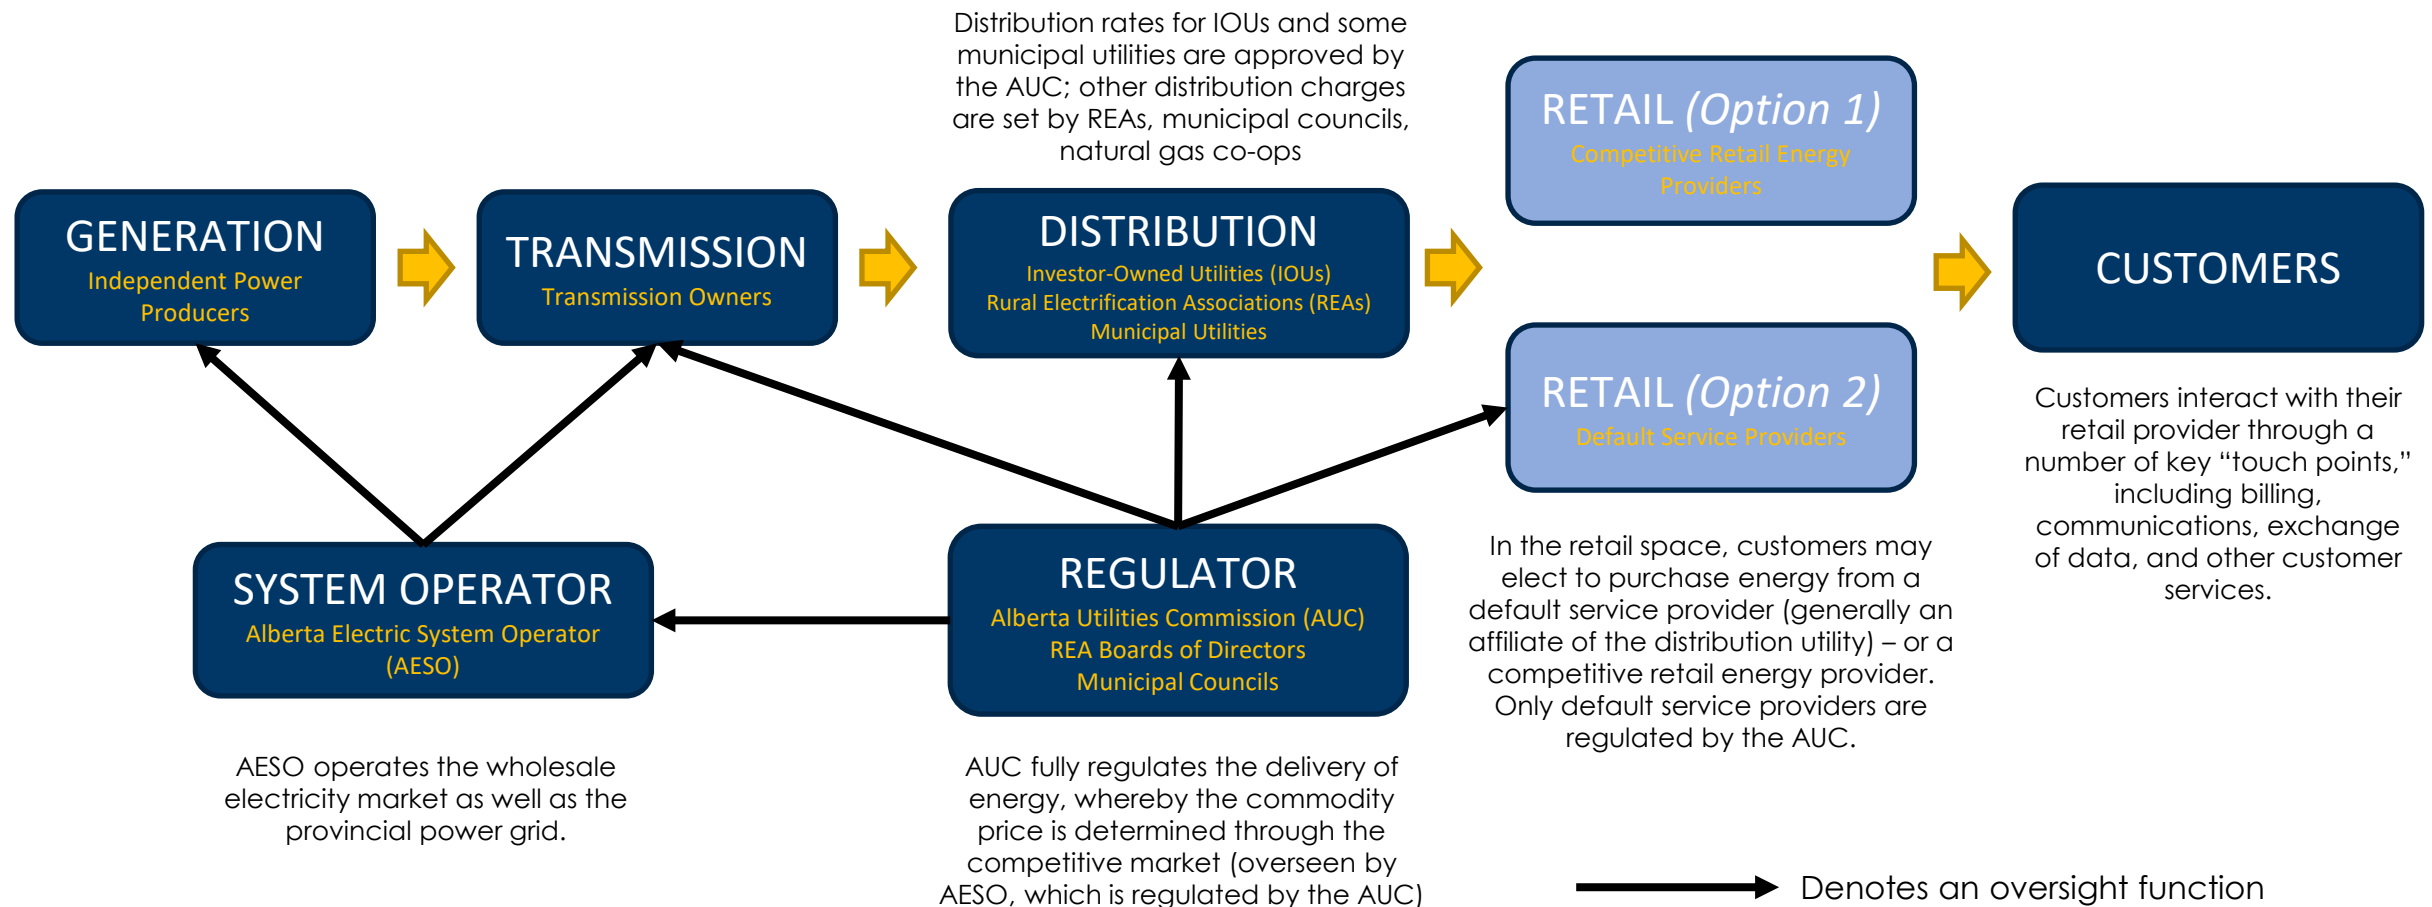 Distribution rates for IOUs and some
municipal utilities are approved by
the AUC; other distribution charges
are set by REAs, municipal councils,
natural gas co-ops
GENERATION
Independent Power
Producers
TRANSMISSION
Transmission Owners
DISTRIBUTION
Investor-Owned Utilities (IOUs)
Rural Electrification Associations (REAs)
Municipal Utilities
RETAIL (Option 1)
Competitive Retail Energy
Providers
RETAIL (Option 2)
Default Service Providers
CUSTOMERS
Customers interact with their
retail provider through a
number of key “touch points,”
including billing,
communications, exchange
of data, and other customer
services.
In the retail space, customers may
elect to purchase energy from a
default service provider (generally an
affiliate of the distribution utility) – or a
competitive retail energy provider.
Only default service providers are
regulated by the AUC.
SYSTEM OPERATOR
Alberta Electric System Operator
(AESO)
AESO operates the wholesale
electricity market as well as the
provincial power grid.
REGULATOR
Alberta Utilities Commission (AUC)
REA Boards of Directors
Municipal Councils
AUC fully regulates the delivery of
energy, whereby the commodity
price is determined through the
competitive market (overseen by
AESO, which is regulated by the AUC)
Denotes an oversight function